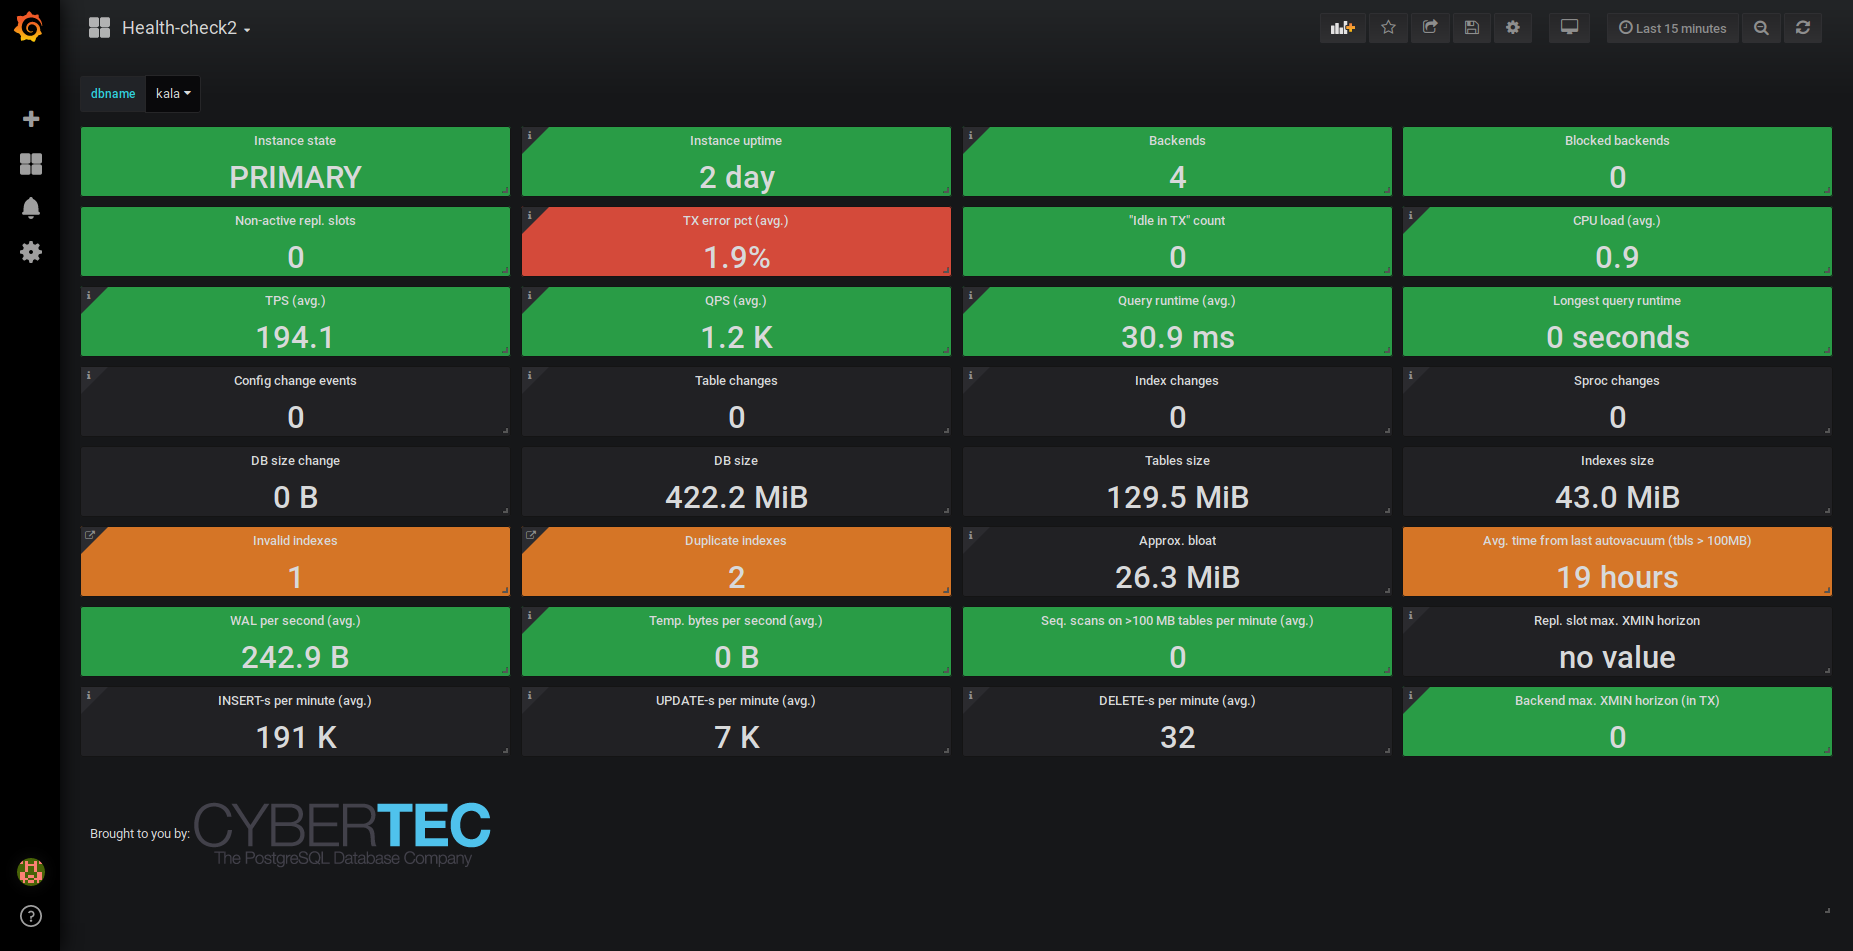 Health-check2
Last 15 minutes
dbname kala
Instance state
PRIMARY
Instance uptime
2 day
Backends
4
Blocked backends
0
Non-active repl. slots
0
TX error pct (avg.)
1.9%
"Idle in TX" count
0
CPU load (avg.)
0.9
TPS (avg.)
194.1
QPS (avg.)
1.2 K
Query runtime (avg.)
30.9 ms
Longest query runtime
0 seconds
Config change events
0
Table changes
0
Index changes
0
Sproc changes
0
DB size change
0 B
DB size
422.2 MiB
Tables size
129.5 MiB
Indexes size
43.0 MiB
Invalid indexes
1
Duplicate indexes
2
Approx. bloat
26.3 MiB
Avg. time from last autovacuum (tbls > 100MB)
19 hours
WAL per second (avg.)
242.9 B
Temp. bytes per second (avg.)
0 B
Seq. scans on >100 MB tables per minute (avg.)
0
Repl. slot max. XMIN horizon
no value
INSERT-s per minute (avg.)
191 K
UPDATE-s per minute (avg.)
7 K
DELETE-s per minute (avg.)
32
Backend max. XMIN horizon (in TX)
0
Brought to you by: CYBERTEC
The PostgreSQL Database Company